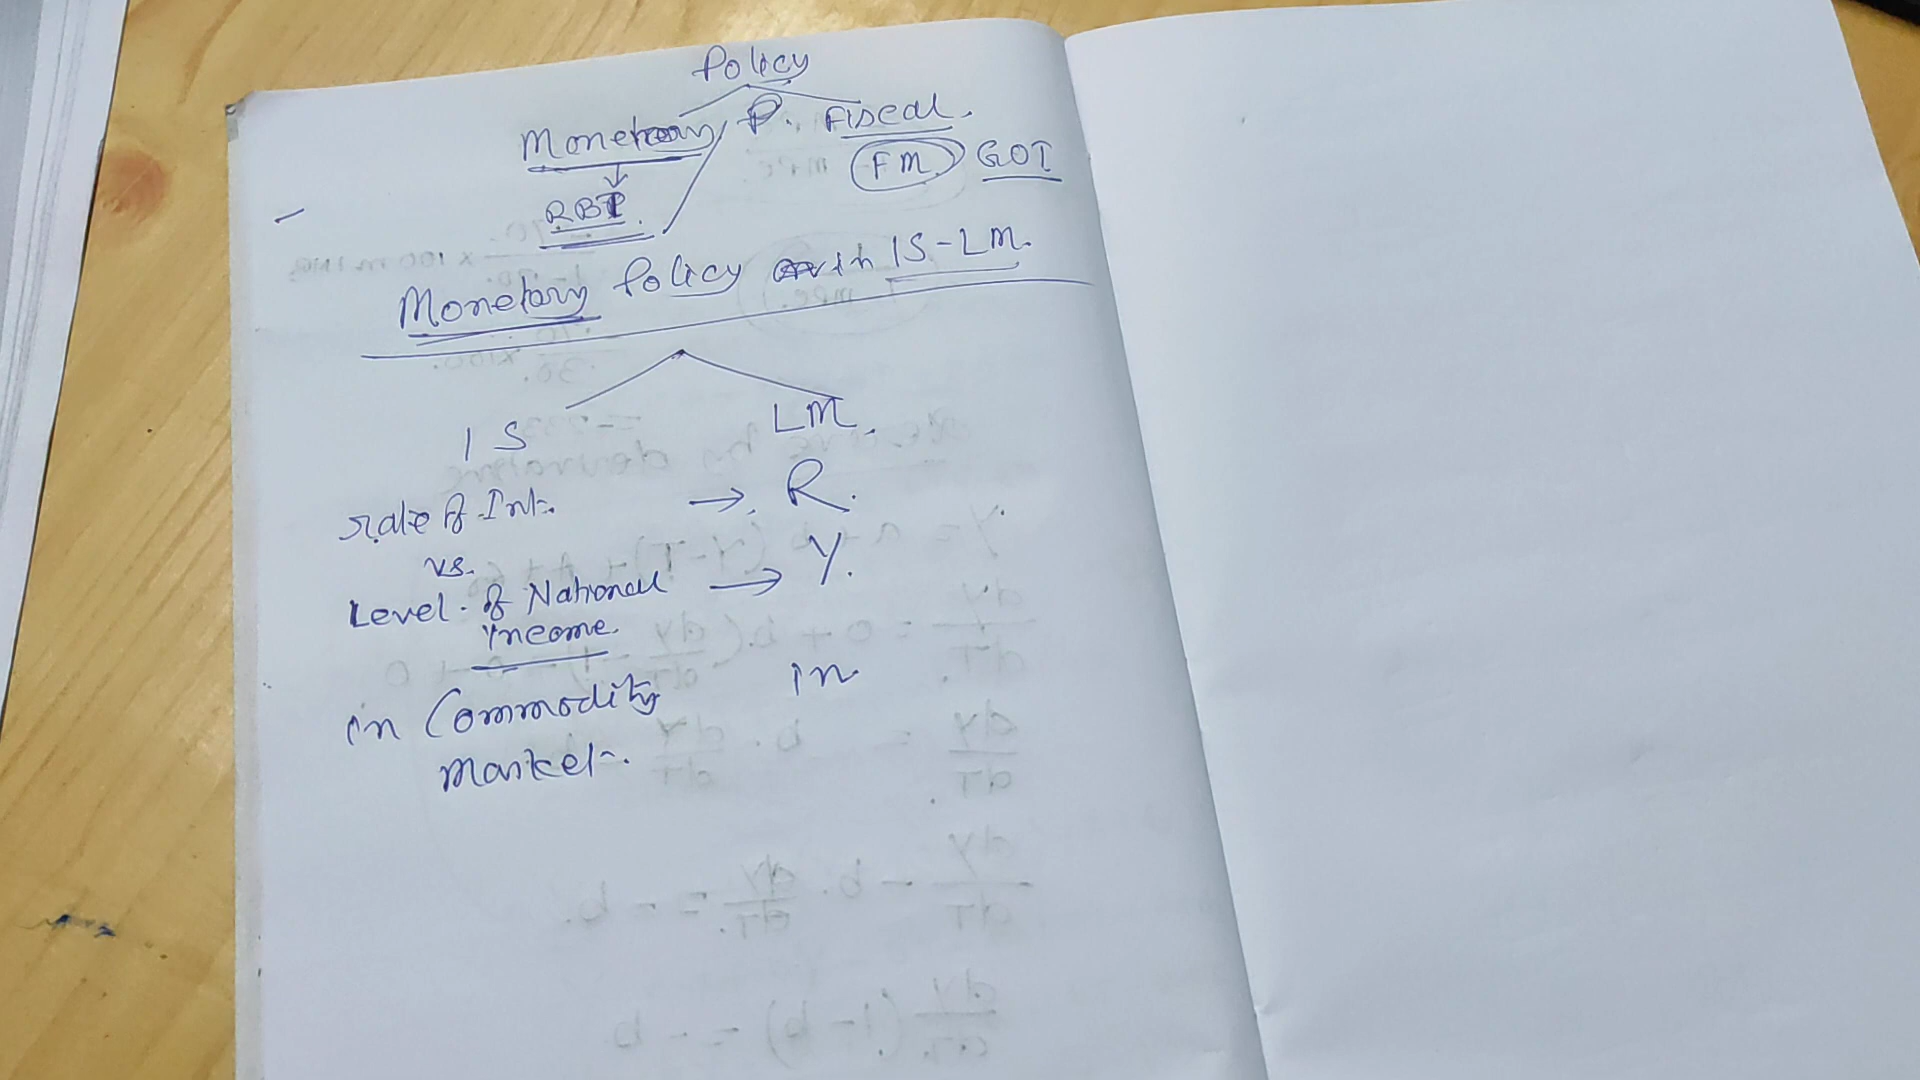 Policy
Monetary P. Fiscal.
FM. GOI
RBI.
Monetary Policy with IS-LM.
IS LM.
rate of Int. → R.
vs.
Level of National → Y.
Income.
in Commodity in
Market.